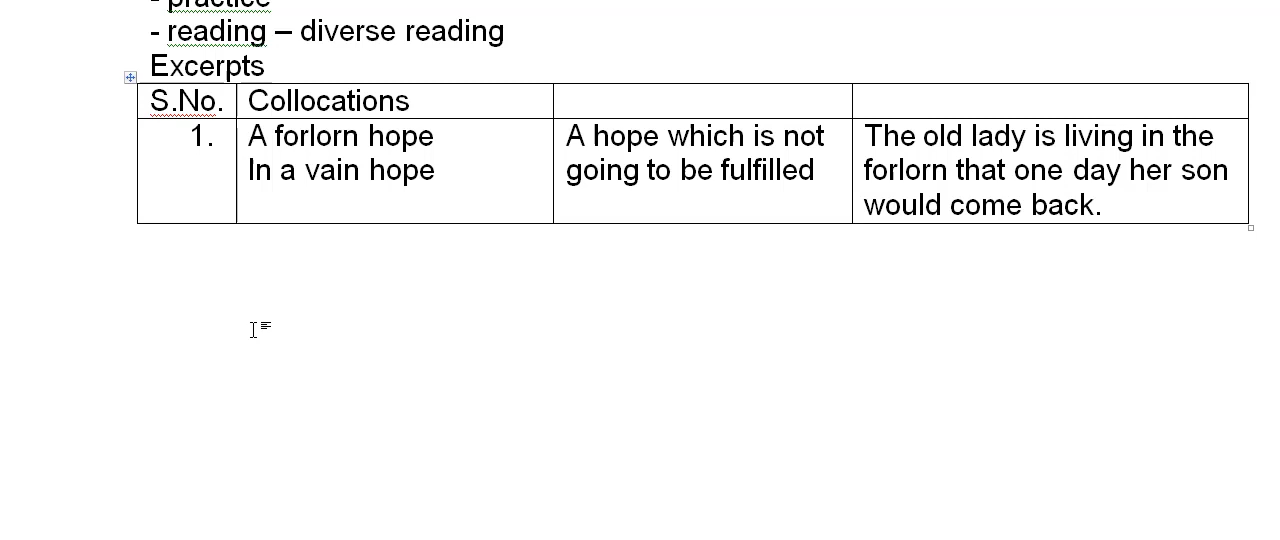 - practice
- reading – diverse reading
Excerpts
S.No. Collocations
1. A forlorn hope A hope which is not The old lady is living in the
In a vain hope going to be fulfilled forlorn that one day her son
would come back.